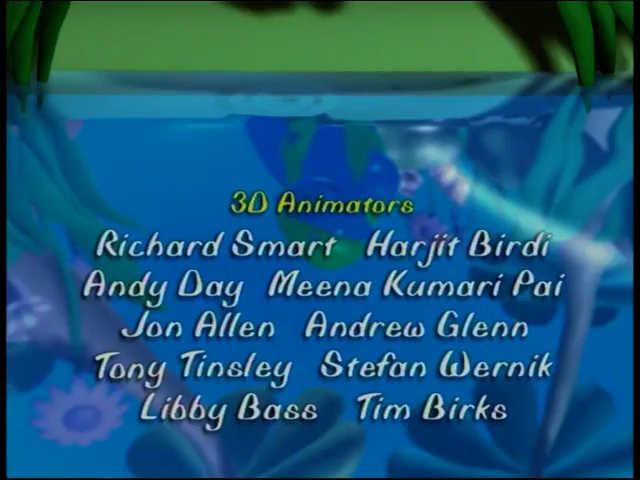 3D Animators
Richard Smart Harjit Birdi
Andy Day Meena Kumari Pai
Jon Allen Andrew Glenn
Tony Tinsley Stefan Wernik
Libby Bass Tim Birks